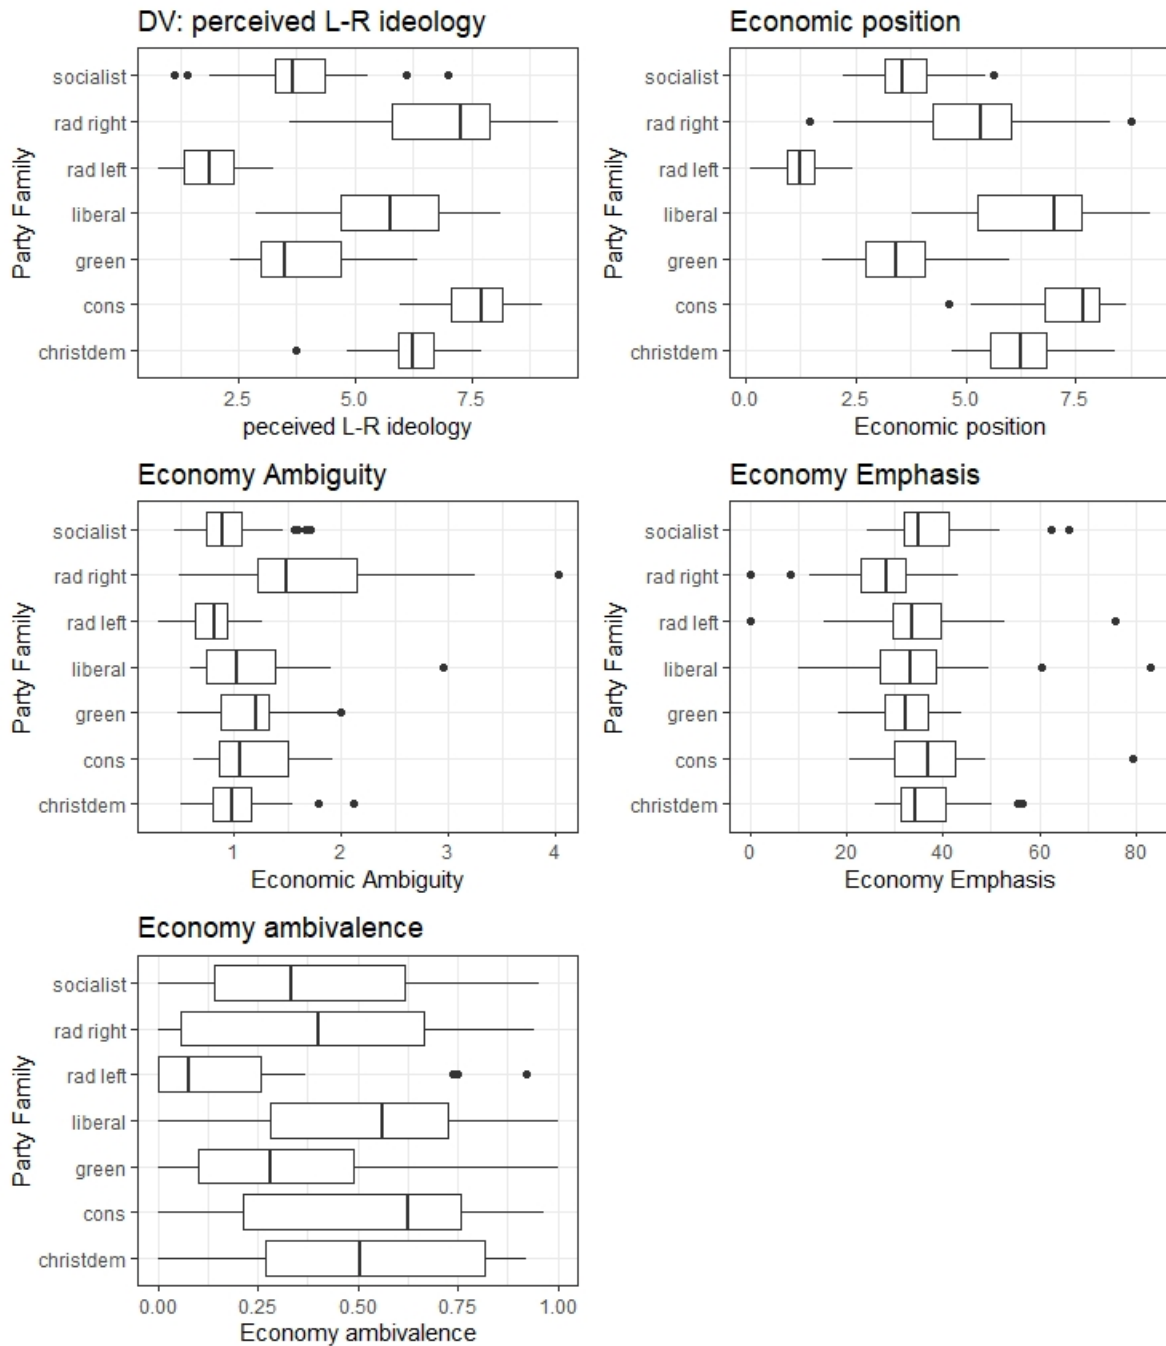 DV: perceived L-R ideology
Party Family
socialist
rad right
rad left
liberal
green
cons
christdem
2.5 5.0 7.5
peceived L-R ideology
Economic position
Party Family
socialist
rad right
rad left
liberal
green
cons
christdem
0.0 2.5 5.0 7.5
Economic position
Economy Ambiguity
Party Family
socialist
rad right
rad left
liberal
green
cons
christdem
1 2 3 4
Economic Ambiguity
Economy Emphasis
Party Family
socialist
rad right
rad left
liberal
green
cons
christdem
0 20 40 60 80
Economy Emphasis
Economy ambivalence
Party Family
socialist
rad right
rad left
liberal
green
cons
christdem
0.00 0.25 0.50 0.75 1.00
Economy ambivalence